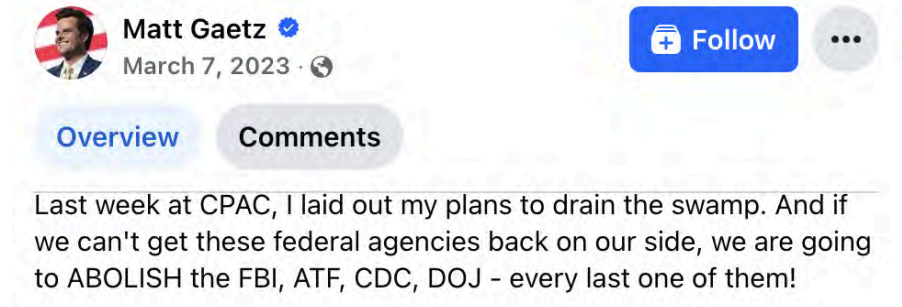 Matt Gaetz
March 7, 2023 ·
Follow
Overview
Comments
Last week at CPAC, I laid out my plans to drain the swamp. And if
we can't get these federal agencies back on our side, we are going
to ABOLISH the FBI, ATF, CDC, DOJ - every last one of them!